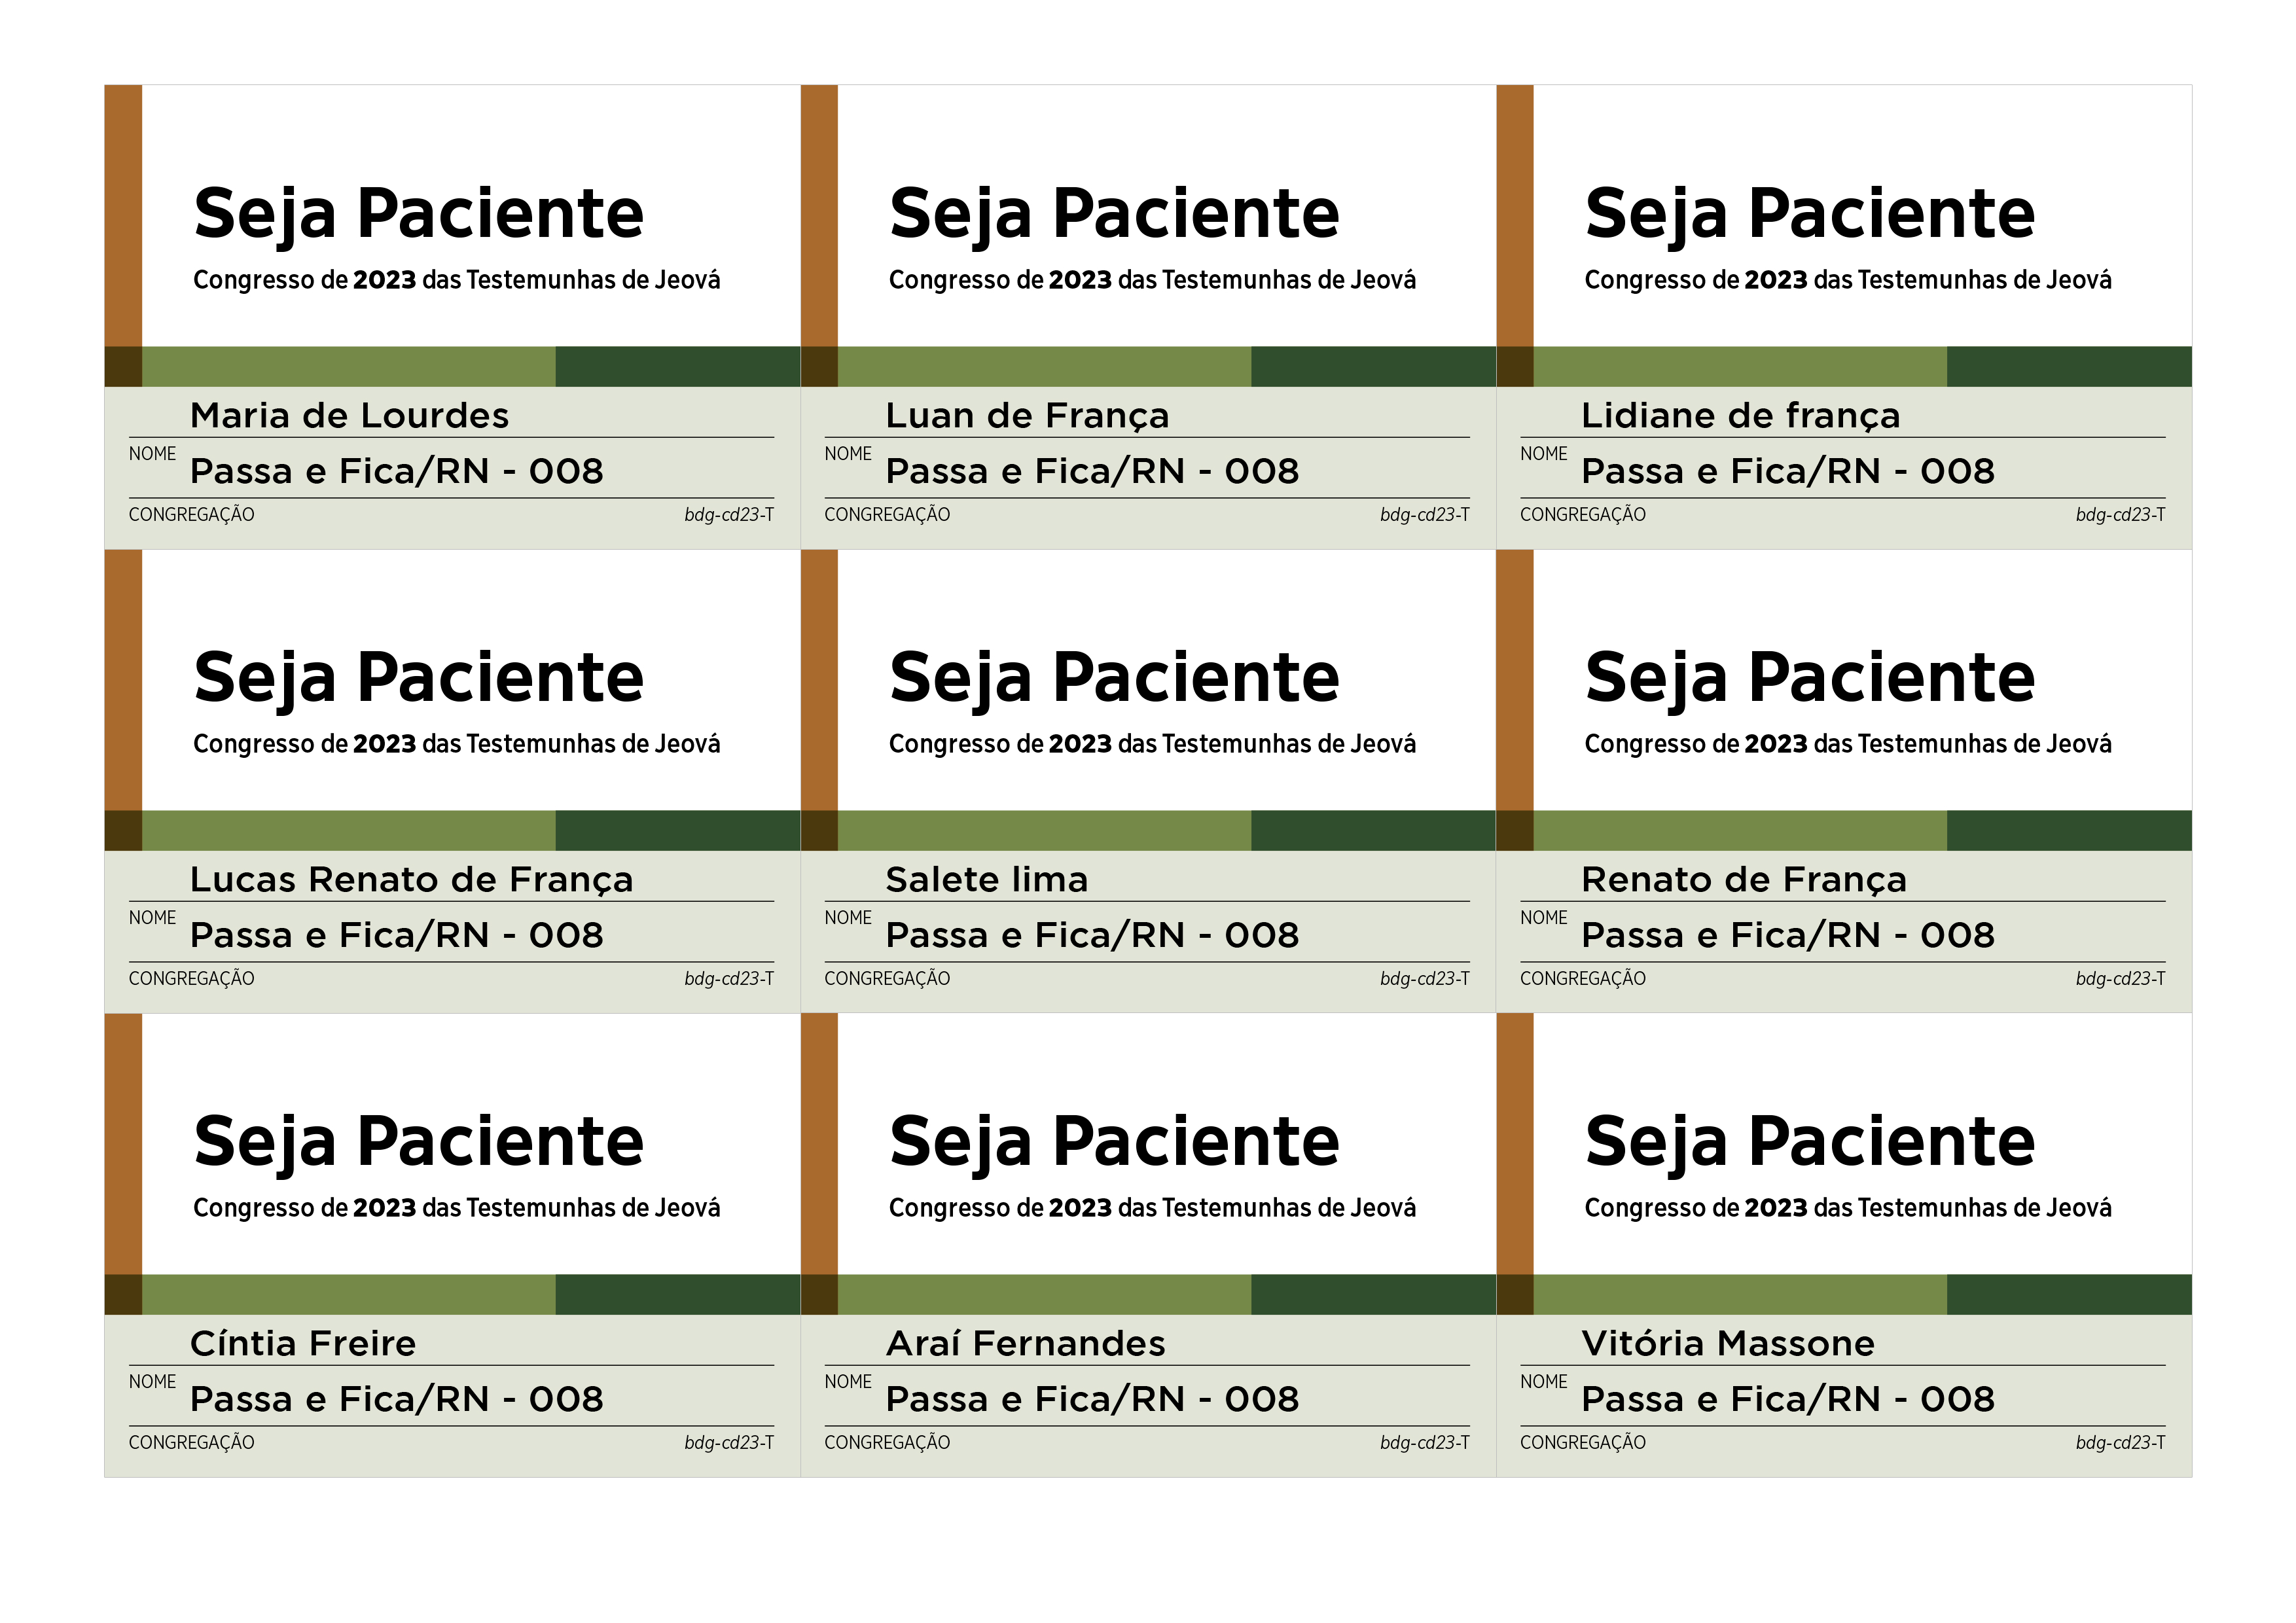 Seja Paciente
Congresso de 2023 das Testemunhas de Jeová
Maria de Lourdes
NOME
Passa e Fica/RN - 008
CONGREGAÇÃO
bdg-cd23-T
Seja Paciente
Congresso de 2023 das Testemunhas de Jeová
Luan de França
NOME
Passa e Fica/RN - 008
CONGREGAÇÃO
bdg-cd23-T
Seja Paciente
Congresso de 2023 das Testemunhas de Jeová
Lidiane de frança
NOME
Passa e Fica/RN - 008
CONGREGAÇÃO
bdg-cd23-T
Seja Paciente
Congresso de 2023 das Testemunhas de Jeová
Lucas Renato de França
NOME
Passa e Fica/RN - 008
CONGREGAÇÃO
bdg-cd23-T
Seja Paciente
Congresso de 2023 das Testemunhas de Jeová
Salete lima
NOME
Passa e Fica/RN - 008
CONGREGAÇÃO
bdg-cd23-T
Seja Paciente
Congresso de 2023 das Testemunhas de Jeová
Renato de França
NOME
Passa e Fica/RN - 008
CONGREGAÇÃO
bdg-cd23-T
Seja Paciente
Congresso de 2023 das Testemunhas de Jeová
Cíntia Freire
NOME
Passa e Fica/RN - 008
CONGREGAÇÃO
bdg-cd23-T
Seja Paciente
Congresso de 2023 das Testemunhas de Jeová
Araí Fernandes
NOME
Passa e Fica/RN - 008
CONGREGAÇÃO
bdg-cd23-T
Seja Paciente
Congresso de 2023 das Testemunhas de Jeová
Vitória Massone
NOME
Passa e Fica/RN - 008
CONGREGAÇÃO
bdg-cd23-T